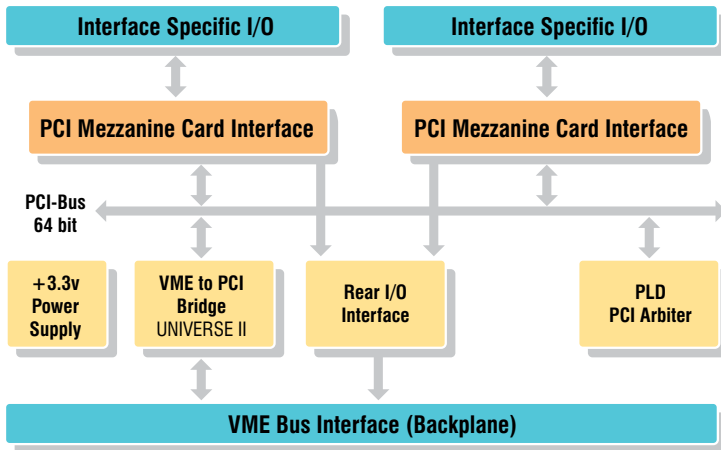 Interface Specific I/O
Interface Specific I/O
PCI Mezzanine Card Interface
PCI Mezzanine Card Interface
PCI-Bus
64 bit
+3.3v
Power
Supply
VME to PCI
Bridge
UNIVERSE II
Rear I/O
Interface
PLD
PCI Arbiter
VME Bus Interface (Backplane)